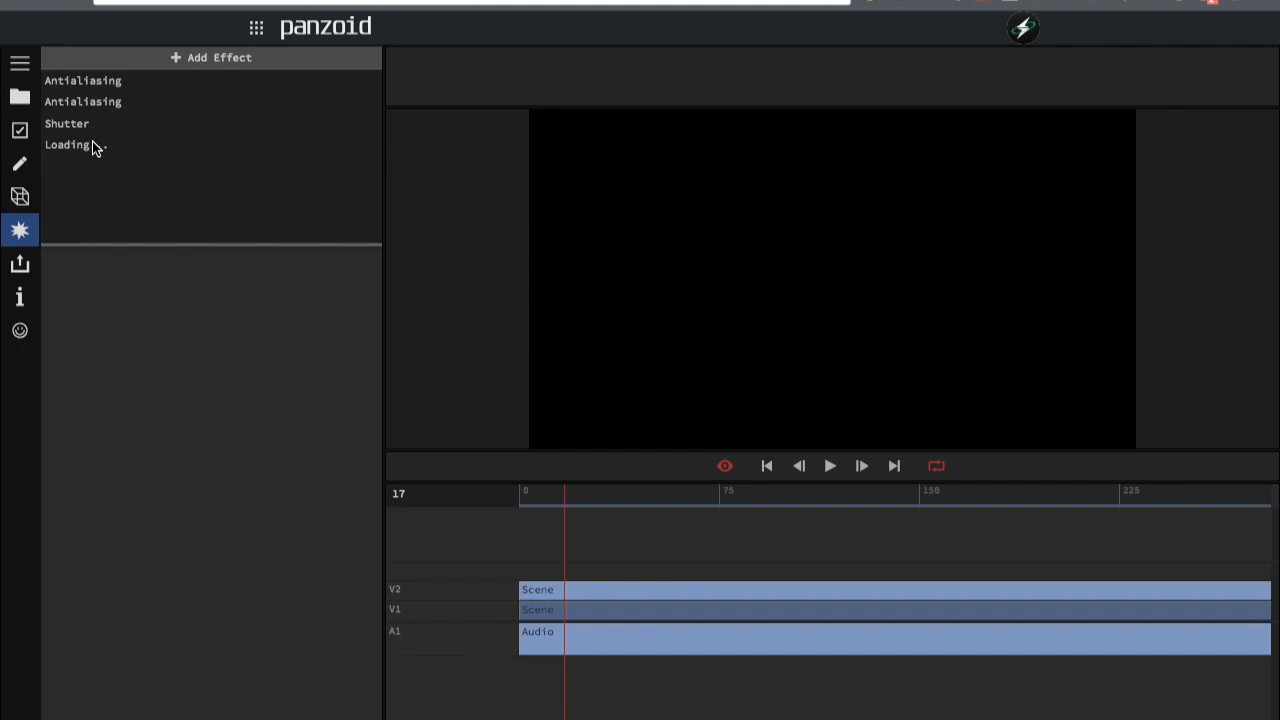 panzoid
+ Add Effect
Antialiasing
Antialiasing
Shutter
Loading
17
0
75
150
225
V2
Scene
V1
Scene
A1
Audio